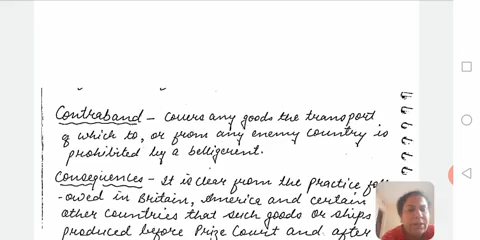 Contraband - Covers any goods the transport
of which to, or from any enemy country is
prohibited by a belligerent.
Consequences - It is clear from the practice foll
-owed in Britain, America and certain
other countries that such goods or ships
produced before Prize Court and after